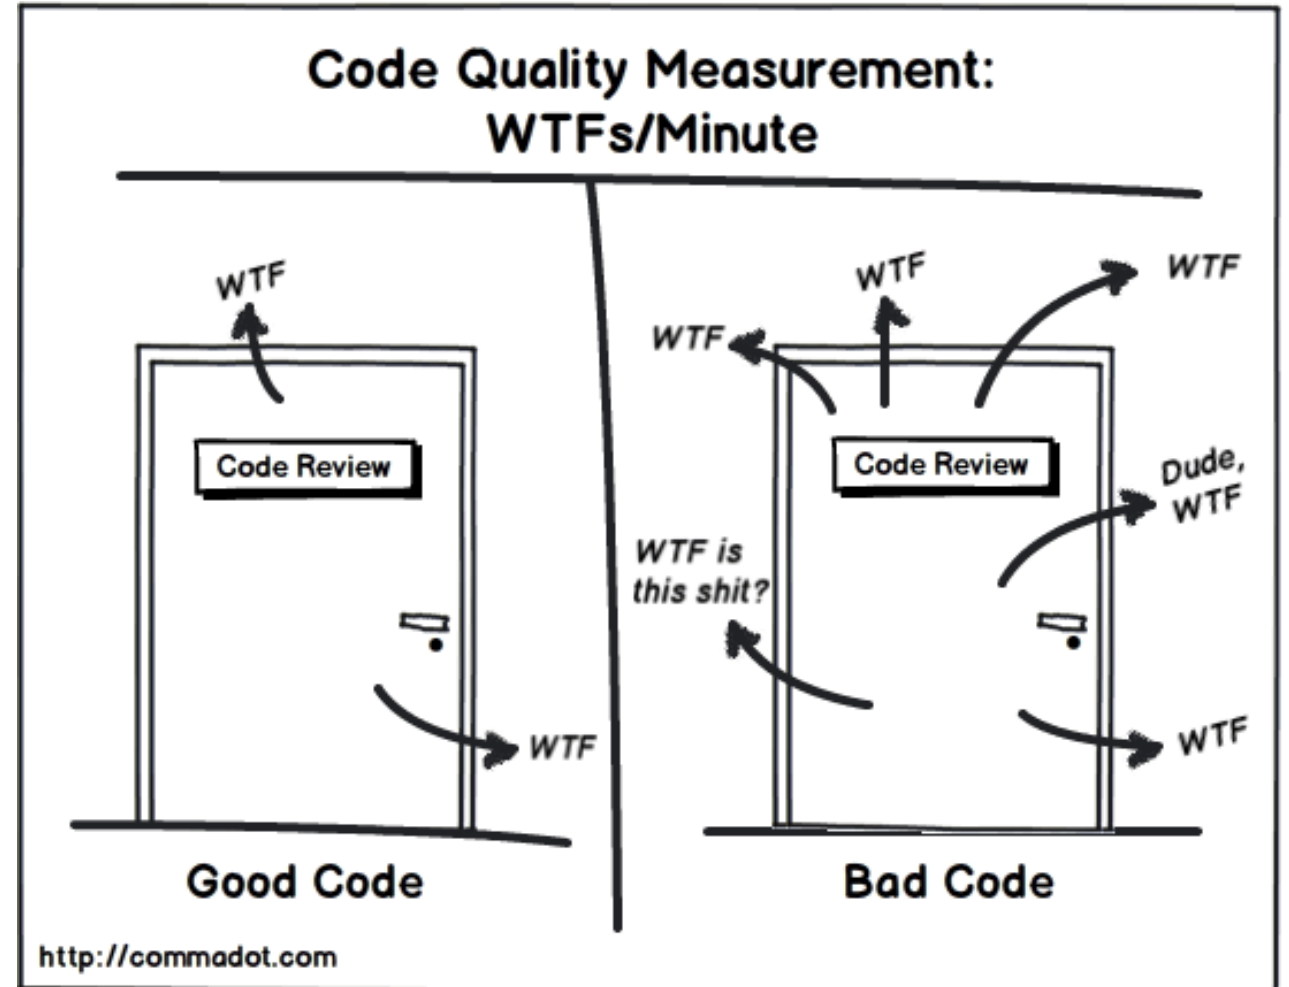 Code Quality Measurement:
WTFs/Minute
WTF
Code Review
WTF
Good Code
WTF
WTF
WTF
Code Review
Dude,
WTF
WTF is
this shit?
WTF
Bad Code
http://commadot.com